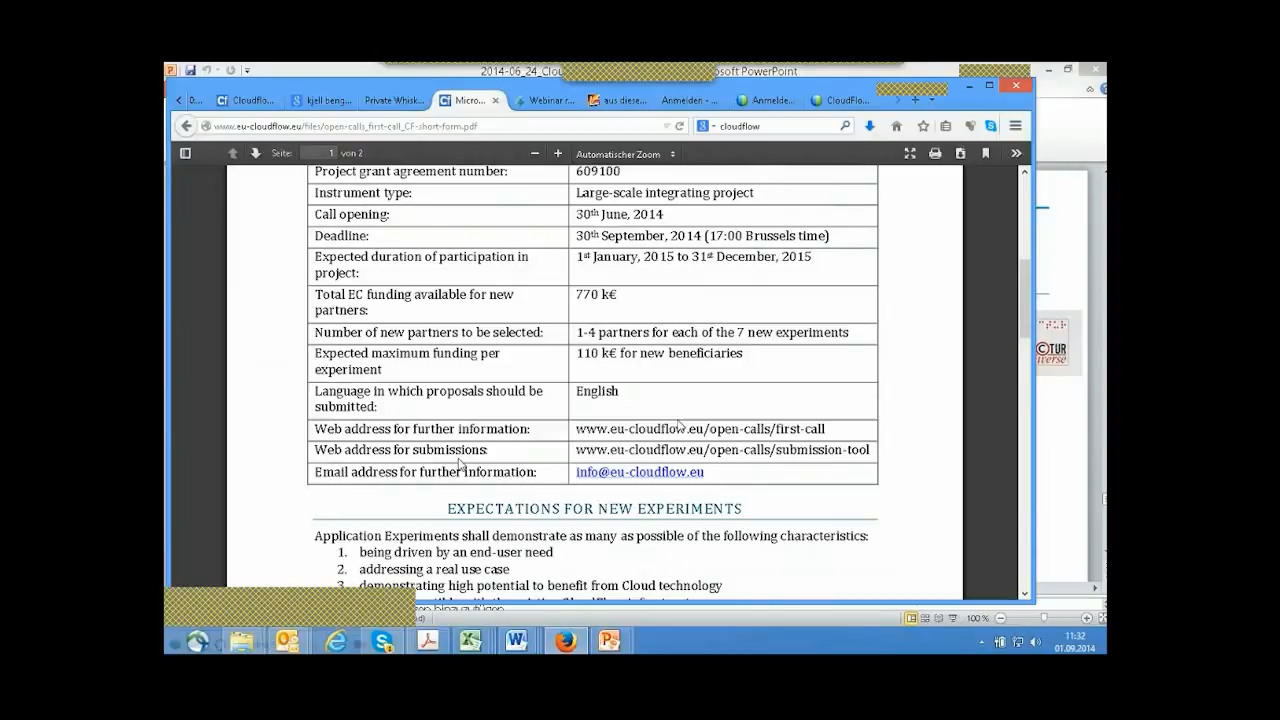 2014-06_24_Clou
osoft PowerPoint
0...
Cloudflo...
kjell beng...
Private Whisk...
Micro...
Webinar r...
aus diese...
Anmelden - ...
Anmelde...
CloudFlo...
www.eu-cloudflow.eu/files/open-calls_first-call_CF-short-form.pdf
cloudflow
Seite:
1
von 2
Automatischer Zoom
Project grant agreement number:
609100
Instrument type:
Large-scale integrating project
Call opening:
30th June, 2014
Deadline:
30th September, 2014 (17:00 Brussels time)
Expected duration of participation in
project:
1st January, 2015 to 31st December, 2015
Total EC funding available for new
partners:
770 k€
Number of new partners to be selected:
1-4 partners for each of the 7 new experiments
Expected maximum funding per
experiment
110 k€ for new beneficiaries
Language in which proposals should be
submitted:
English
Web address for further information:
www.eu-cloudflow.eu/open-calls/first-call
Web address for submissions:
www.eu-cloudflow.eu/open-calls/submission-tool
Email address for further information:
info@eu-cloudflow.eu
EXPECTATIONS FOR NEW EXPERIMENTS
Application Experiments shall demonstrate as many as possible of the following characteristics:
1. being driven by an end-user need
2. addressing a real use case
3. demonstrating high potential to benefit from Cloud technology
©TUR
verse
100 %
11:32
01.09.2014